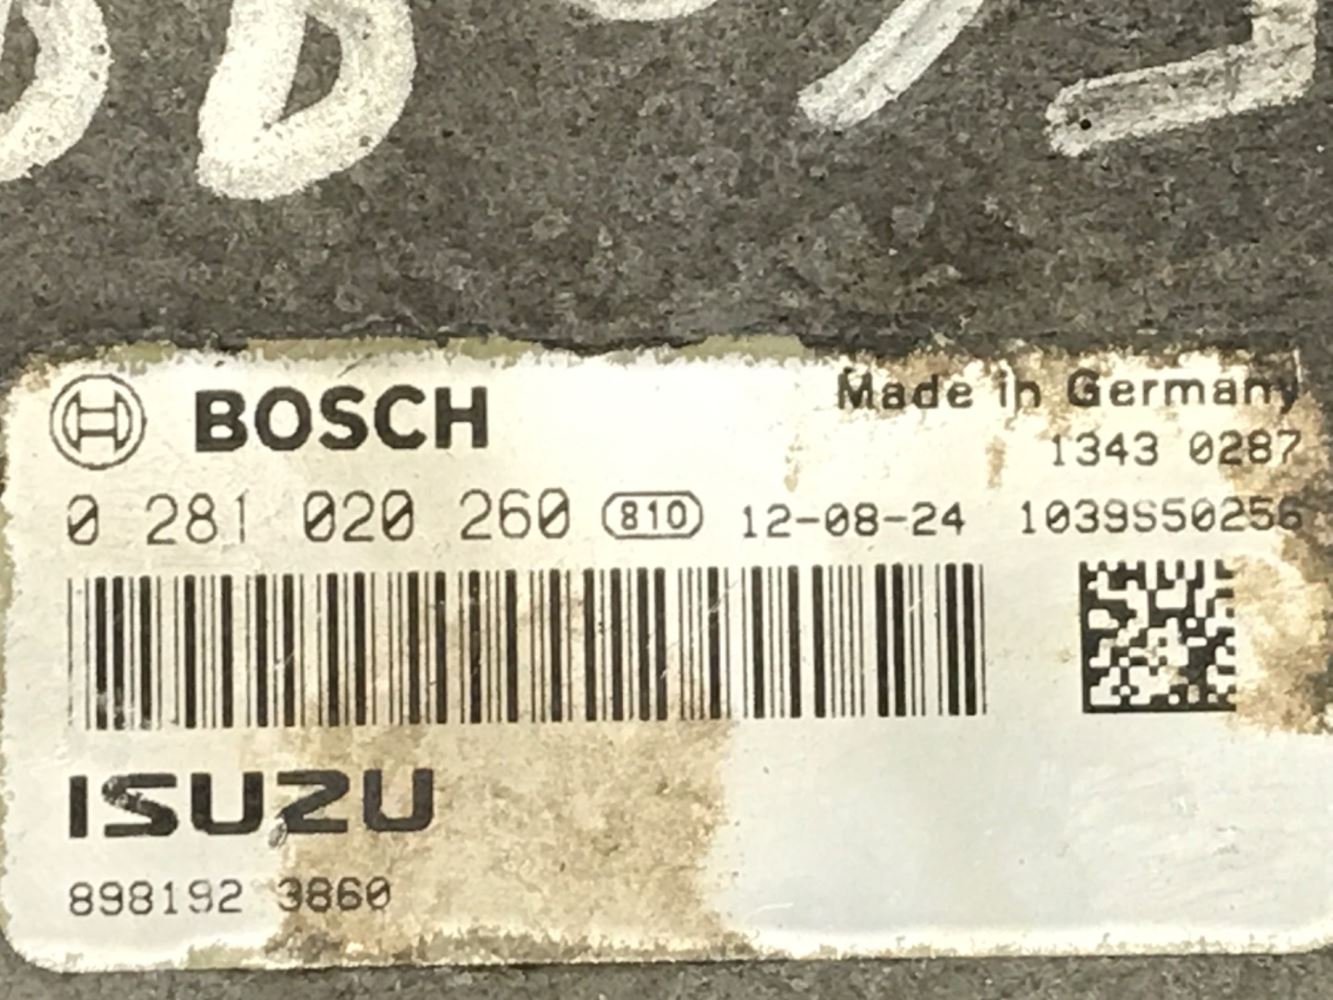 BOSCH
Made in Germany
1343 0287
0 281 020 260 810 12-08-24 1039S50256
ISUZU
898192 3860